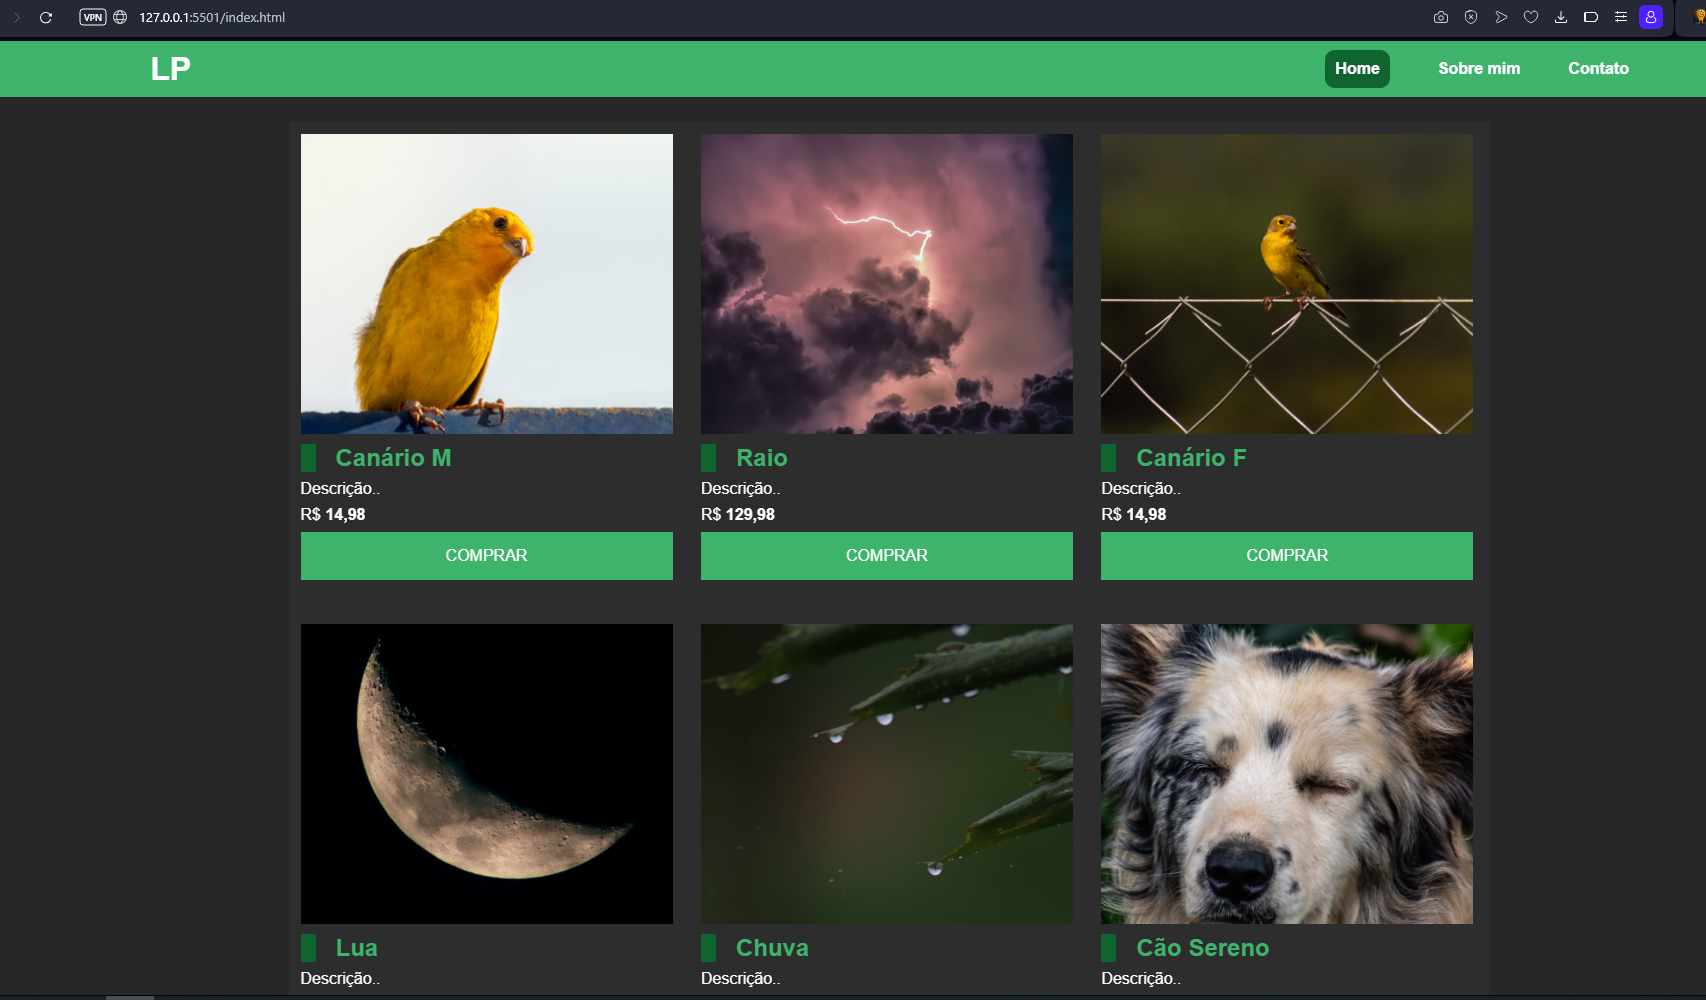 VPN 127.0.0.1:5501/index.html
LP Home Sobre mim Contato
Canário M Raio Canário F
Descrição.. Descrição.. Descrição..
R$ 14,98 R$ 129,98 R$ 14,98
COMPRAR COMPRAR COMPRAR
Lua Chuva Cão Sereno
Descrição.. Descrição.. Descrição..